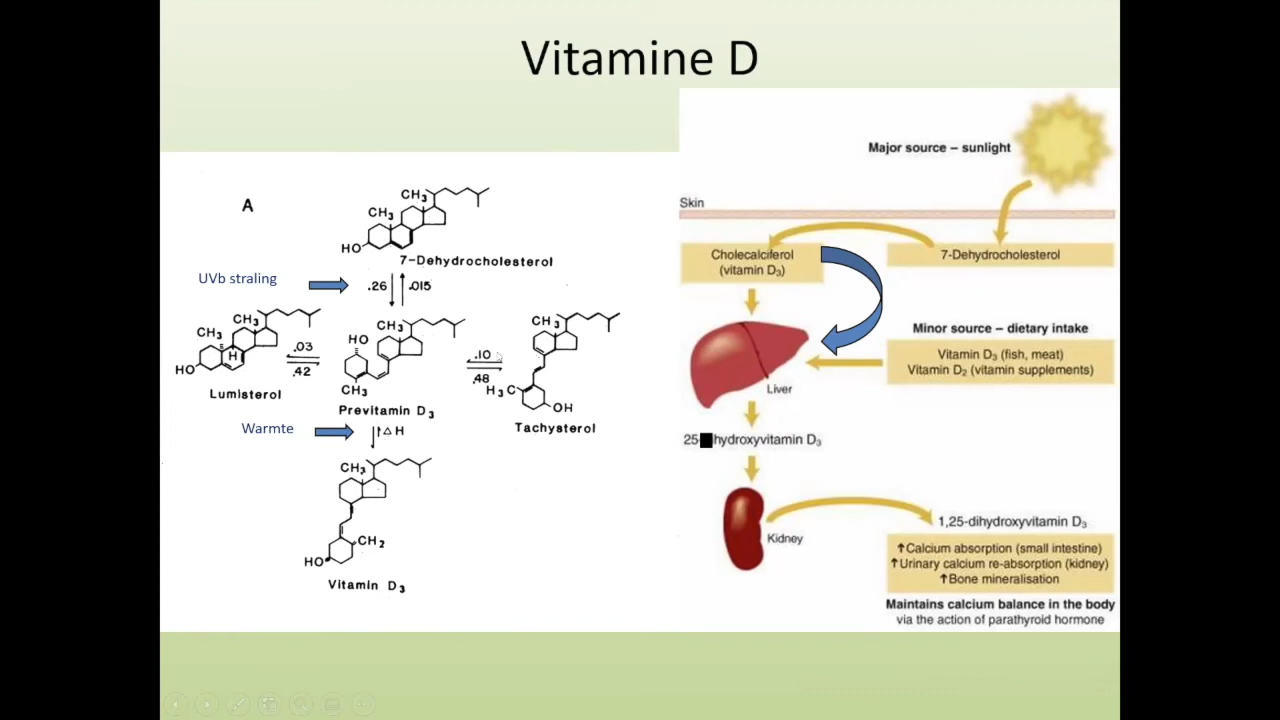 Vitamine D
A
CH3
CH3
HO
7-Dehydrocholesterol
UVb straling
.26
.015
CH3
CH3
H
HO
.03
.42
Lumisterol
CH3
HO
CH3
Previtamin D3
.10
.48
CH3
H3C
OH
Tachysterol
Warmte
△ H
CH3
CH2
HO
Vitamin D3
Major source – sunlight
Skin
Cholecalciferol
(vitamin D3)
7-Dehydrocholesterol
Minor source – dietary intake
Vitamin D3 (fish, meat)
Vitamin D2 (vitamin supplements)
Liver
25-hydroxyvitamin D3
Kidney
1,25-dihydroxyvitamin D3
↑Calcium absorption (small intestine)
↑Urinary calcium re-absorption (kidney)
↑Bone mineralisation
Maintains calcium balance in the body
via the action of parathyroid hormone